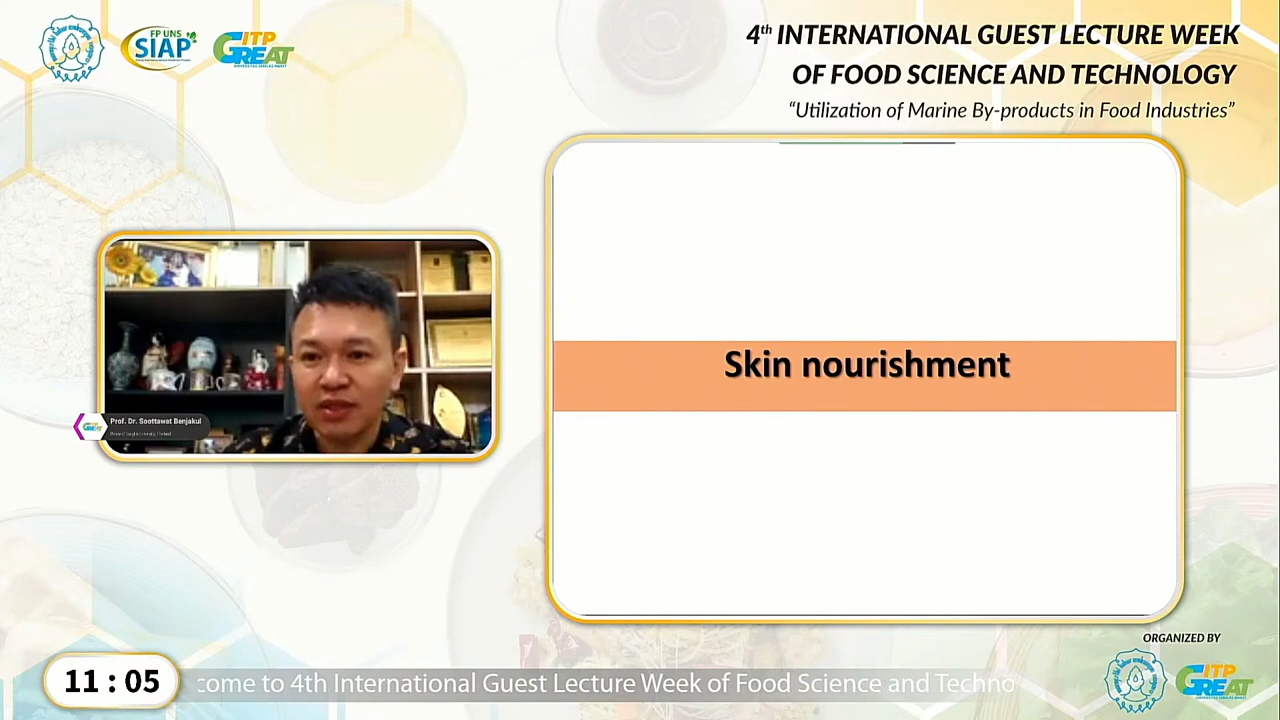 FP UNS
SIAP
ITP
GREAT
4th INTERNATIONAL GUEST LECTURE WEEK
OF FOOD SCIENCE AND TECHNOLOGY
“Utilization of Marine By-products in Food Industries”
Skin nourishment
Prof. Dr. Soottawat Benjakul
ORGANIZED BY
11 : 05
come to 4th International Guest Lecture Week of Food Science and Techno
ITP
GREAT